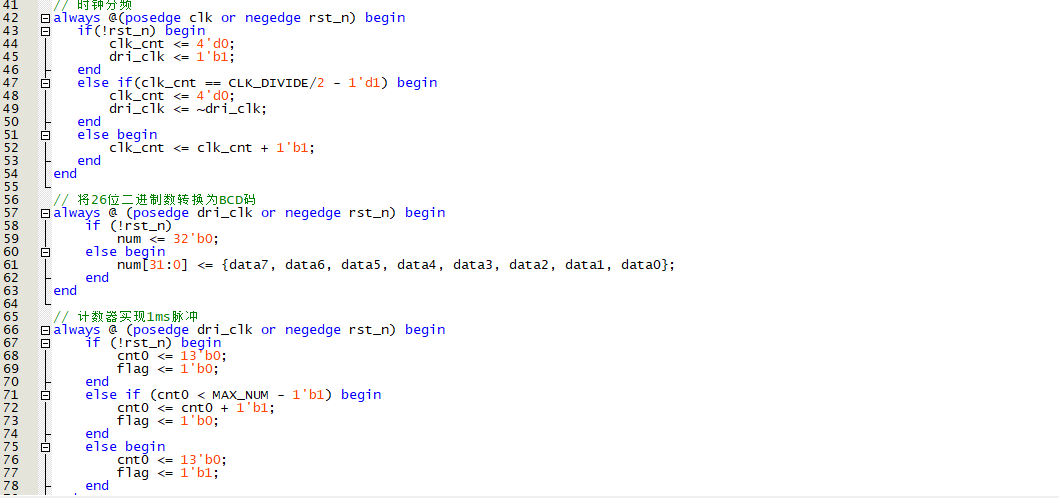 41 // 时钟分频
42 always @(posedge clk or negedge rst_n) begin
43 if(!rst_n) begin
44 clk_cnt <= 4'd0;
45 dri_clk <= 1'b1;
46 end
47 else if(clk_cnt == CLK_DIVIDE/2 - 1'd1) begin
48 clk_cnt <= 4'd0;
49 dri_clk <= ~dri_clk;
50 end
51 else begin
52 clk_cnt <= clk_cnt + 1'b1;
53 end
54 end
55
56 // 将26位二进制数转换为BCD码
57 always @ (posedge dri_clk or negedge rst_n) begin
58 if (!rst_n)
59 num <= 32'b0;
60 else begin
61 num[31:0] <= {data7, data6, data5, data4, data3, data2, data1, data0};
62 end
63 end
64
65 // 计数器实现1ms脉冲
66 always @ (posedge dri_clk or negedge rst_n) begin
67 if (!rst_n) begin
68 cnt0 <= 13'b0;
69 flag <= 1'b0;
70 end
71 else if (cnt0 < MAX_NUM - 1'b1) begin
72 cnt0 <= cnt0 + 1'b1;
73 flag <= 1'b0;
74 end
75 else begin
76 cnt0 <= 13'b0;
77 flag <= 1'b1;
78 end